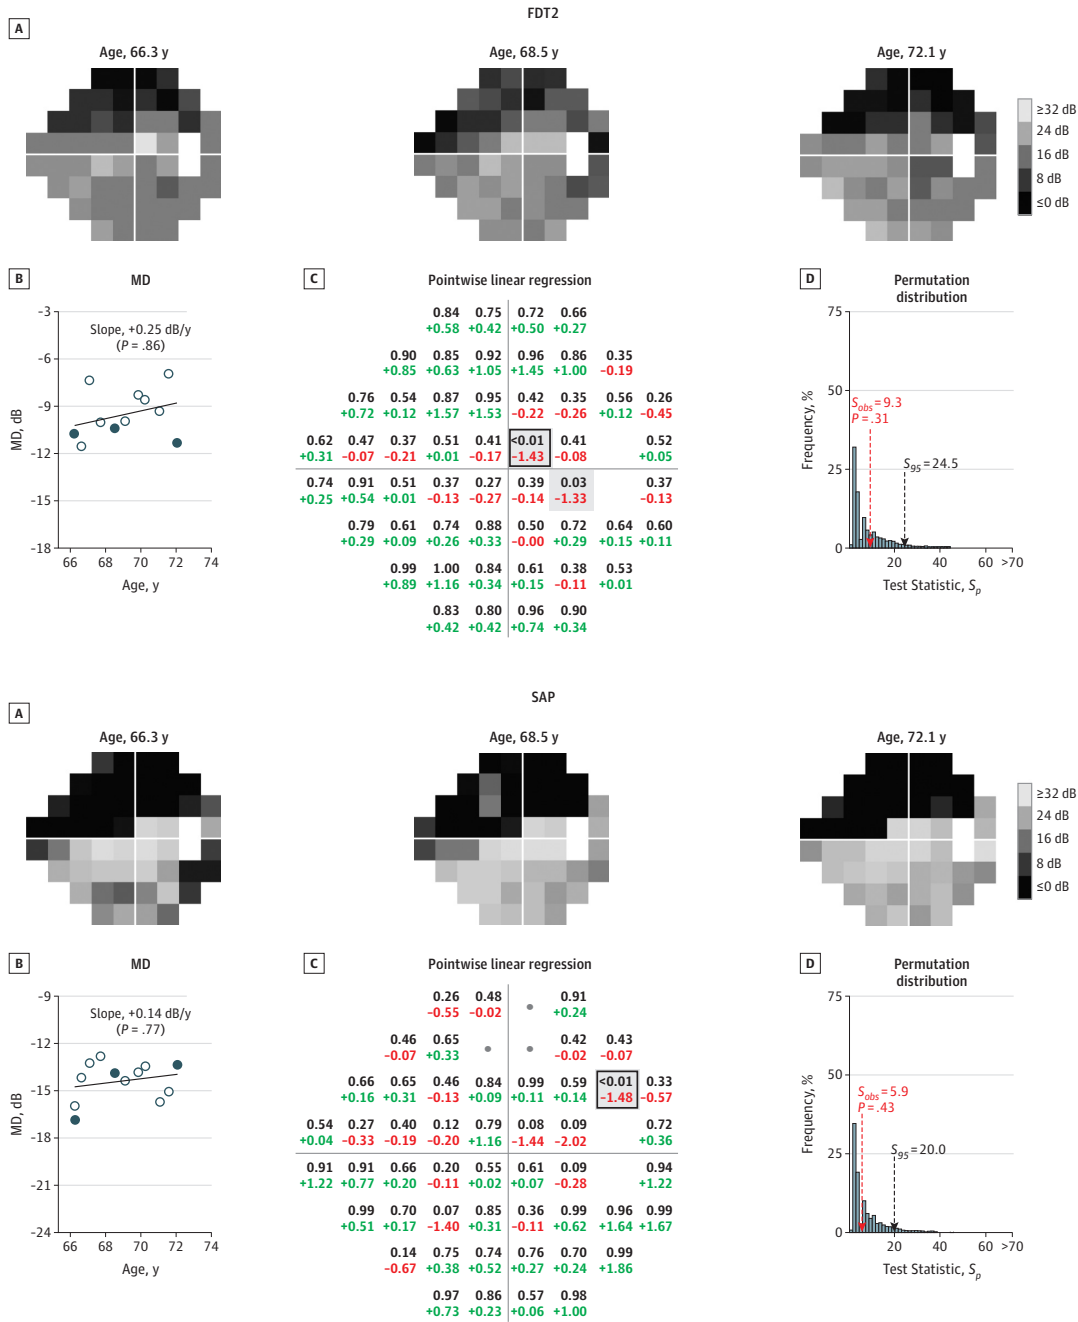 FDT2
A
Age, 66.3 y
Age, 68.5 y
Age, 72.1 y
≥32 dB
24 dB
16 dB
8 dB
≤0 dB
B
MD
-3
-6
-9
-12
-15
-18
MD, dB
Slope, +0.25 dB/y
(P = .86)
66 68 70 72 74
Age, y
C
Pointwise linear regression
0.84 0.75 0.72 0.66
+0.58 +0.42 +0.50 +0.27
0.90 0.85 0.92 0.96 0.86 0.35
+0.85 +0.63 +1.05 +1.45 +1.00 −0.19
0.76 0.54 0.87 0.95 0.42 0.35 0.56 0.26
+0.72 +0.12 +1.57 +1.53 −0.22 −0.26 +0.12 −0.45
0.62 0.47 0.37 0.51 0.41 <0.01 0.41 0.52
+0.31 −0.07 −0.21 +0.01 −0.17 −1.43 −0.08 +0.05
0.74 0.91 0.51 0.37 0.27 0.39 0.03 0.37
+0.25 +0.54 +0.01 −0.13 −0.27 −0.14 −1.33 −0.13
0.79 0.61 0.74 0.88 0.50 0.72 0.64 0.60
+0.29 +0.09 +0.26 +0.33 −0.00 +0.29 +0.15 +0.11
0.99 1.00 0.84 0.61 0.38 0.53
+0.89 +1.16 +0.34 +0.15 −0.11 +0.01
0.83 0.80 0.96 0.90
+0.42 +0.42 +0.74 +0.34
D
Permutation
distribution
75
50
25
0
Frequency, %
Sobs = 9.3
P = .31
S95 = 24.5
20 40 60 >70
Test Statistic, Sp
SAP
A
Age, 66.3 y
Age, 68.5 y
Age, 72.1 y
≥32 dB
24 dB
16 dB
8 dB
≤0 dB
B
MD
-9
-12
-15
-18
-21
-24
MD, dB
Slope, +0.14 dB/y
(P = .77)
66 68 70 72 74
Age, y
C
Pointwise linear regression
0.26 0.48 0.91
−0.55 −0.02 +0.24
0.46 0.65 0.42 0.43
−0.07 +0.33 −0.02 −0.07
0.66 0.65 0.46 0.84 0.99 0.59 <0.01 0.33
+0.16 +0.31 −0.13 +0.09 +0.11 +0.14 −1.48 −0.57
0.54 0.27 0.40 0.12 0.79 0.08 0.09 0.72
+0.04 −0.33 −0.19 −0.20 +1.16 −1.44 −2.02 +0.36
0.91 0.91 0.66 0.20 0.55 0.61 0.09 0.94
+1.22 +0.77 +0.20 −0.11 +0.02 +0.07 −0.28 +1.22
0.99 0.70 0.07 0.85 0.36 0.99 0.96 0.99
+0.51 +0.17 −1.40 +0.31 −0.11 +0.62 +1.64 +1.67
0.14 0.75 0.74 0.76 0.70 0.99
−0.67 +0.38 +0.52 +0.27 +0.24 +1.86
0.97 0.86 0.57 0.98
+0.73 +0.23 +0.06 +1.00
D
Permutation
distribution
75
50
25
0
Frequency, %
Sobs = 5.9
P = .43
S95 = 20.0
20 40 60 >70
Test Statistic, Sp